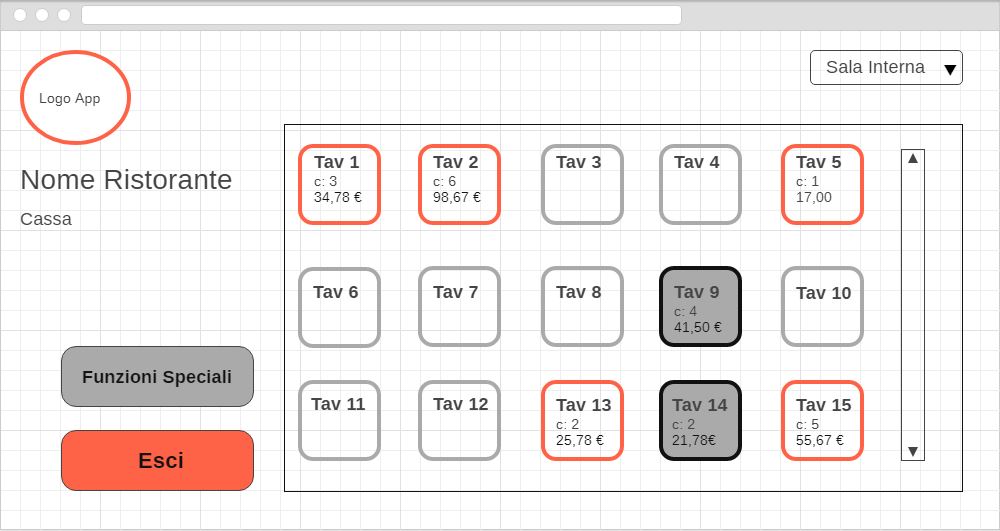 Sala Interna
Logo App
Nome Ristorante
Cassa
Funzioni Speciali
Esci
Tav 1
c: 3
34,78 €
Tav 2
c: 6
98,67 €
Tav 3
Tav 4
Tav 5
c: 1
17,00
Tav 6
Tav 7
Tav 8
Tav 9
c: 4
41,50 €
Tav 10
Tav 11
Tav 12
Tav 13
c: 2
25,78 €
Tav 14
c: 2
21,78€
Tav 15
c: 5
55,67 €